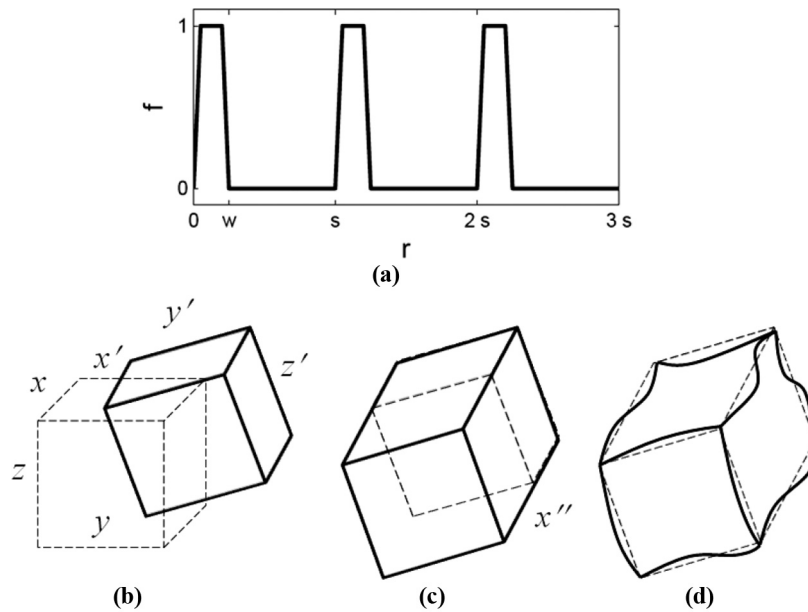 1
f
0
0 w s 2 s 3 s
r
(a)
y′
x′
z′
x
z
y
x′′
(b) (c) (d)